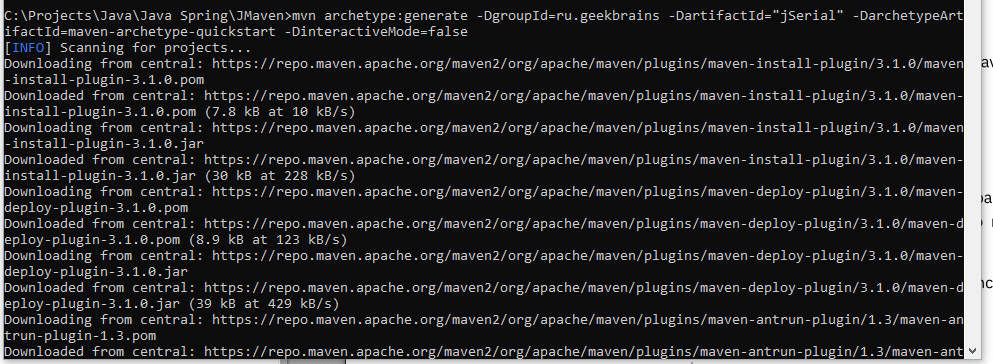 C:\Projects\Java\Java Spring\JMaven>mvn archetype:generate -DgroupId=ru.geekbrains -DartifactId="jSerial" -DarchetypeArt
ifactId=maven-archetype-quickstart -DinteractiveMode=false
[INFO] Scanning for projects...
Downloading from central: https://repo.maven.apache.org/maven2/org/apache/maven/plugins/maven-install-plugin/3.1.0/maven
-install-plugin-3.1.0.pom
Downloaded from central: https://repo.maven.apache.org/maven2/org/apache/maven/plugins/maven-install-plugin/3.1.0/maven-
install-plugin-3.1.0.pom (7.8 kB at 10 kB/s)
Downloading from central: https://repo.maven.apache.org/maven2/org/apache/maven/plugins/maven-install-plugin/3.1.0/maven
-install-plugin-3.1.0.jar
Downloaded from central: https://repo.maven.apache.org/maven2/org/apache/maven/plugins/maven-install-plugin/3.1.0/maven-
install-plugin-3.1.0.jar (30 kB at 228 kB/s)
Downloading from central: https://repo.maven.apache.org/maven2/org/apache/maven/plugins/maven-deploy-plugin/3.1.0/maven-
deploy-plugin-3.1.0.pom
Downloaded from central: https://repo.maven.apache.org/maven2/org/apache/maven/plugins/maven-deploy-plugin/3.1.0/maven-d
eploy-plugin-3.1.0.pom (8.9 kB at 123 kB/s)
Downloading from central: https://repo.maven.apache.org/maven2/org/apache/maven/plugins/maven-deploy-plugin/3.1.0/maven-
deploy-plugin-3.1.0.jar
Downloaded from central: https://repo.maven.apache.org/maven2/org/apache/maven/plugins/maven-deploy-plugin/3.1.0/maven-d
eploy-plugin-3.1.0.jar (39 kB at 429 kB/s)
Downloading from central: https://repo.maven.apache.org/maven2/org/apache/maven/plugins/maven-antrun-plugin/1.3/maven-an
trun-plugin-1.3.pom
Downloaded from central: https://repo.maven.apache.org/maven2/org/apache/maven/plugins/maven-antrun-plugin/1.3/maven-ant